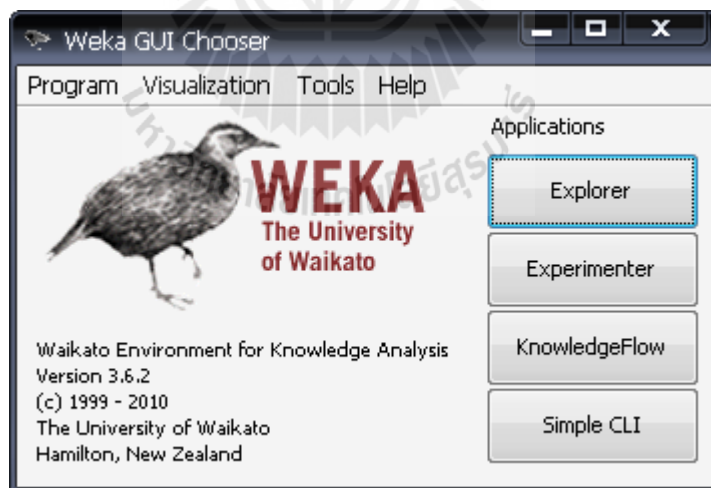 Weka GUI Chooser
Program Visualization Tools Help
Applications
WEKA
The University
of Waikato
Explorer
Experimenter
KnowledgeFlow
Simple CLI
Waikato Environment for Knowledge Analysis
Version 3.6.2
(c) 1999 - 2010
The University of Waikato
Hamilton, New Zealand